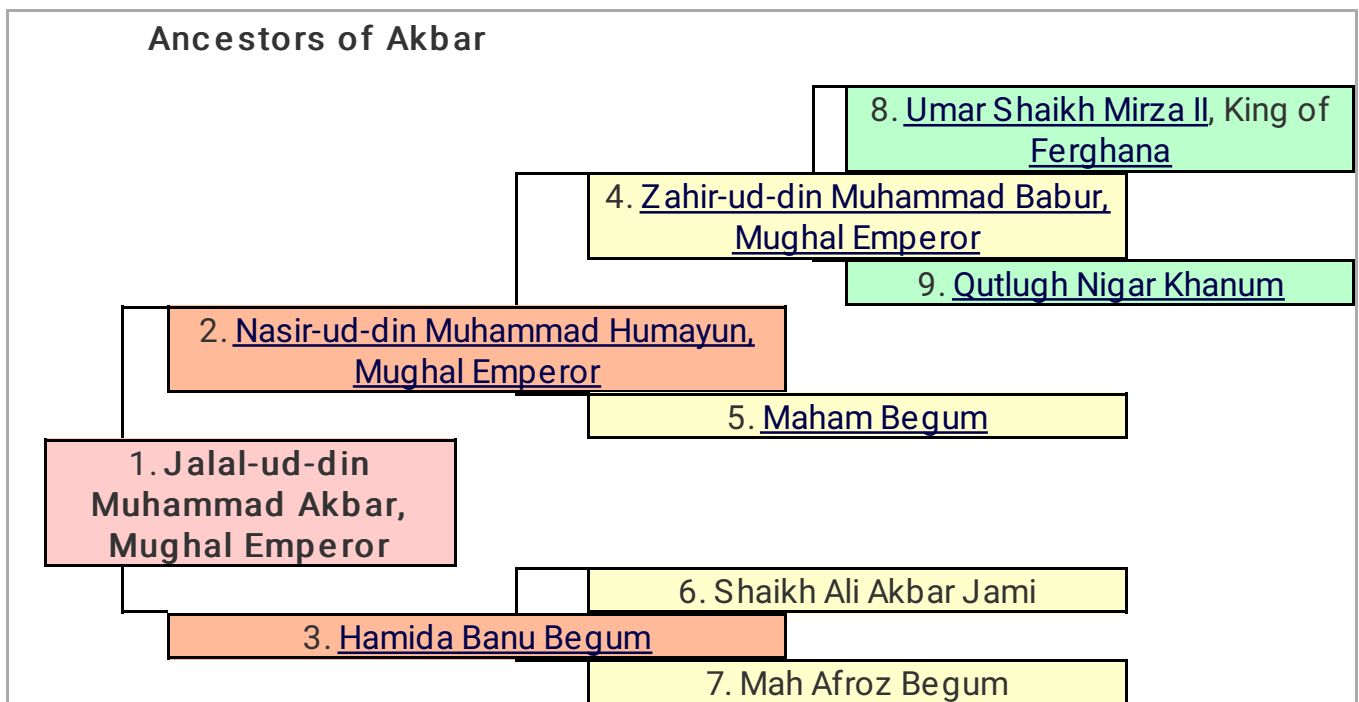 Ancestors of Akbar
8. Umar Shaikh Mirza II, King of
Ferghana
4. Zahir-ud-din Muhammad Babur,
Mughal Emperor
9. Qutlugh Nigar Khanum
2. Nasir-ud-din Muhammad Humayun,
Mughal Emperor
5. Maham Begum
1. Jalal-ud-din
Muhammad Akbar,
Mughal Emperor
6. Shaikh Ali Akbar Jami
3. Hamida Banu Begum
7. Mah Afroz Begum